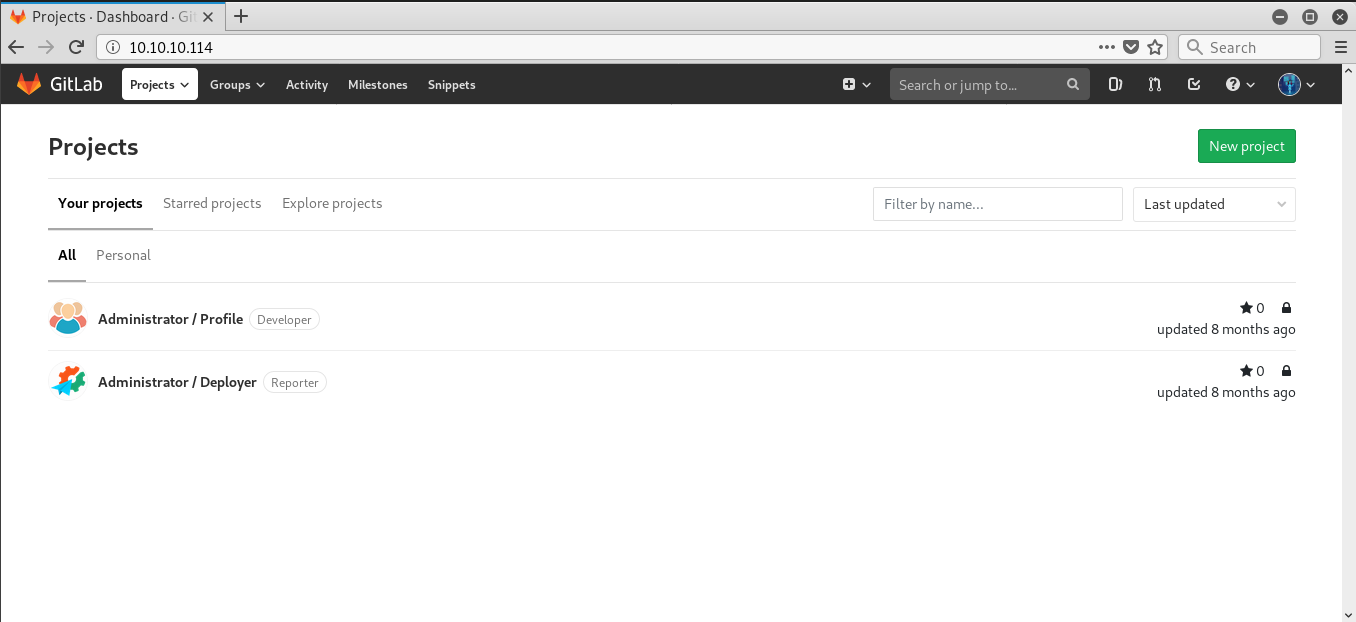 Projects · Dashboard · Git
10.10.10.114
Search
GitLab Projects Groups Activity Milestones Snippets Search or jump to...
Projects
New project
Your projects Starred projects Explore projects Filter by name... Last updated
All Personal
Administrator / Profile Developer
0
updated 8 months ago
Administrator / Deployer Reporter
0
updated 8 months ago